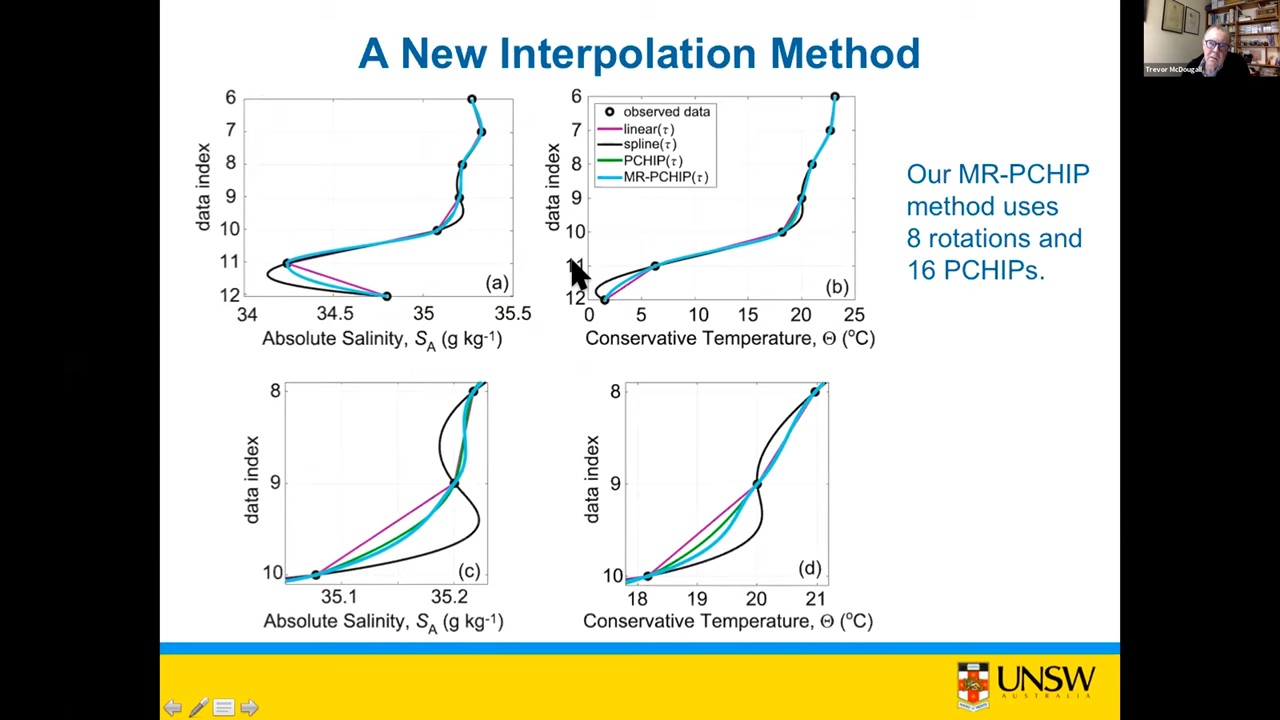 A New Interpolation Method
Trevor McDougall
6
7
8
9
10
11
12
data index
34
34.5
35
35.5
(a)
Absolute Salinity, S_A (g kg⁻¹)
6
7
8
9
10
11
12
data index
observed data
linear(τ)
spline(τ)
PCHIP(τ)
MR-PCHIP(τ)
0
5
10
15
20
25
(b)
Conservative Temperature, Θ (°C)
Our MR-PCHIP
method uses
8 rotations and
16 PCHIPs.
8
9
10
data index
35.1
35.2
(c)
Absolute Salinity, S_A (g kg⁻¹)
8
9
10
data index
18
19
20
21
(d)
Conservative Temperature, Θ (°C)
UNSW
AUSTRALIA